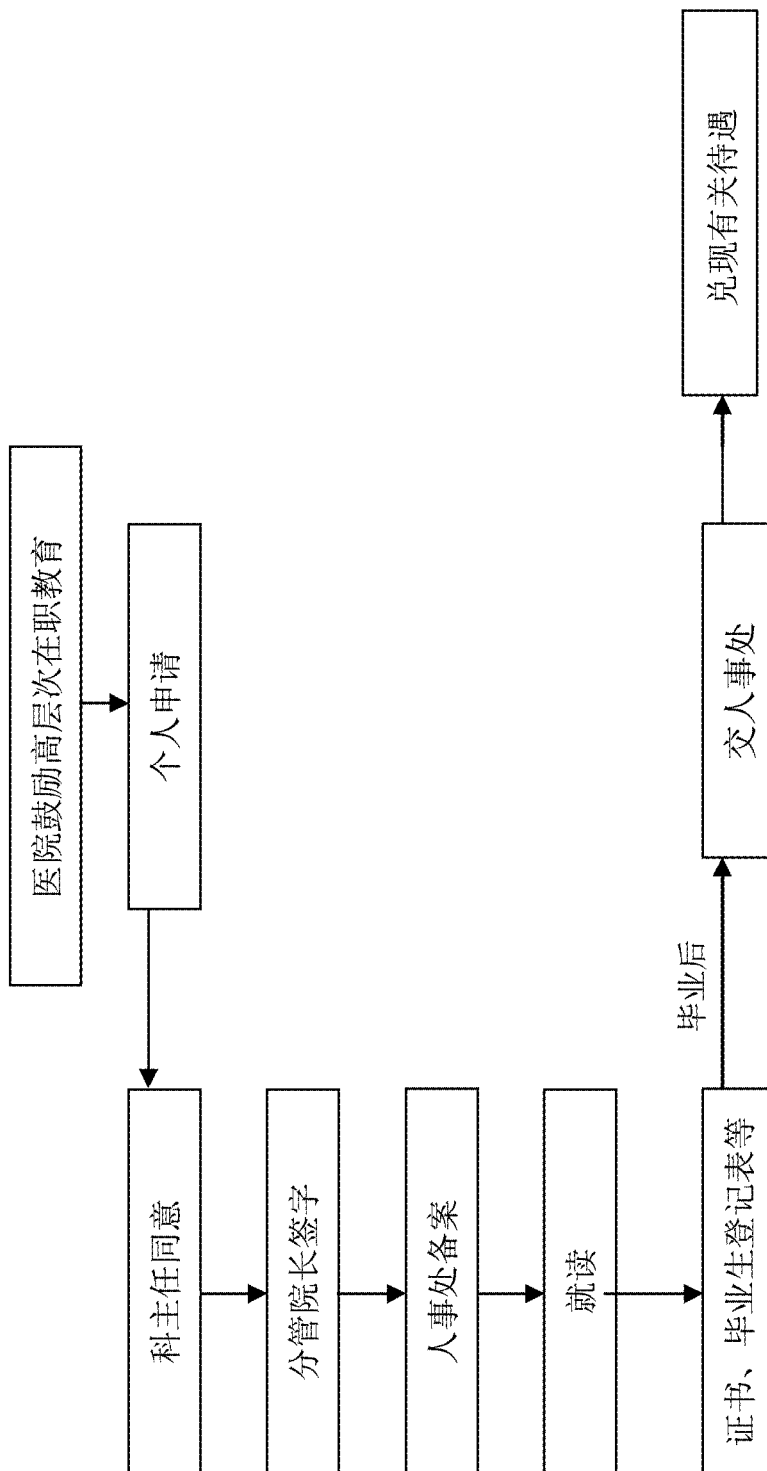 医院鼓励高层次在职教育
个人申请
科主任同意
分管院长签字
人事处备案
就读
证书、毕业生登记表等
毕业后
交人事处
兑现有关待遇